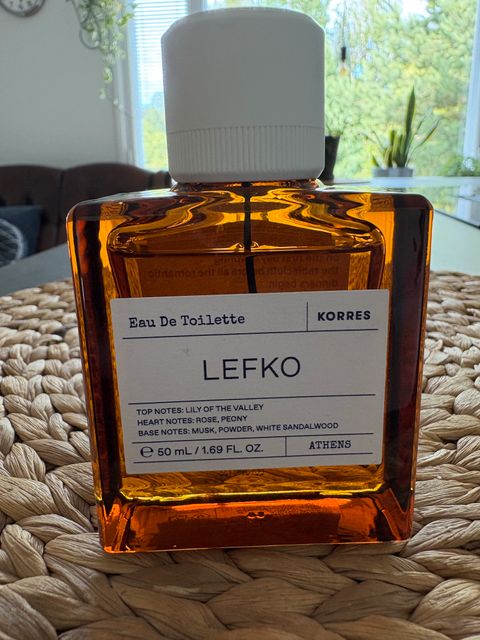 Eau De Toilette
KORRES
LEFKO
TOP NOTES: LILY OF THE VALLEY
HEART NOTES: ROSE, PEONY
BASE NOTES: MUSK, POWDER, WHITE SANDALWOOD
℮ 50 mL / 1.69 FL. OZ.
ATHENS